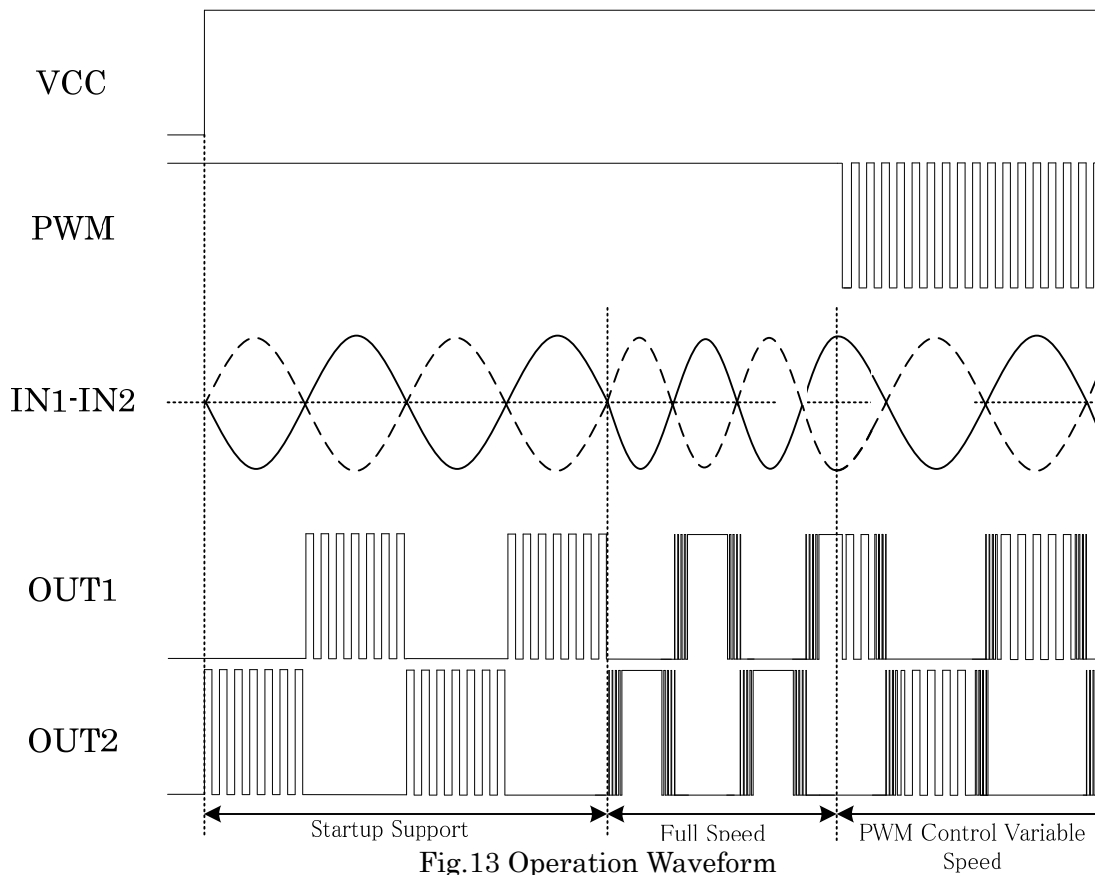 VCC
PWM
IN1-IN2
OUT1
OUT2
Startup Support
Full Speed
PWM Control Variable
Speed
Fig.13 Operation Waveform